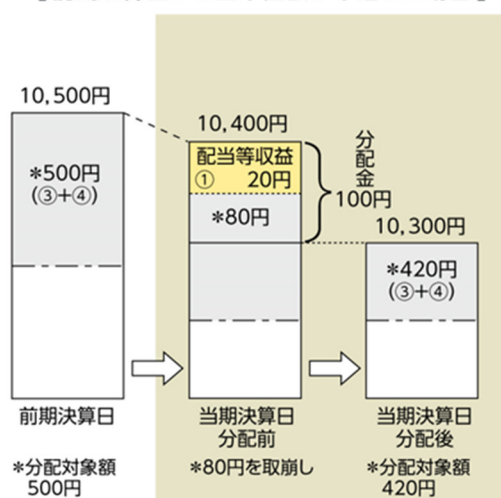 10,500円
*500円
(③+④)
10,400円
配当等収益
① 20円
*80円
分配金
100円
10,300円
*420円
(③+④)
前期決算日
当期決算日
分配前
当期決算日
分配後
*分配対象額
500円
*80円を取崩し
*分配対象額
420円